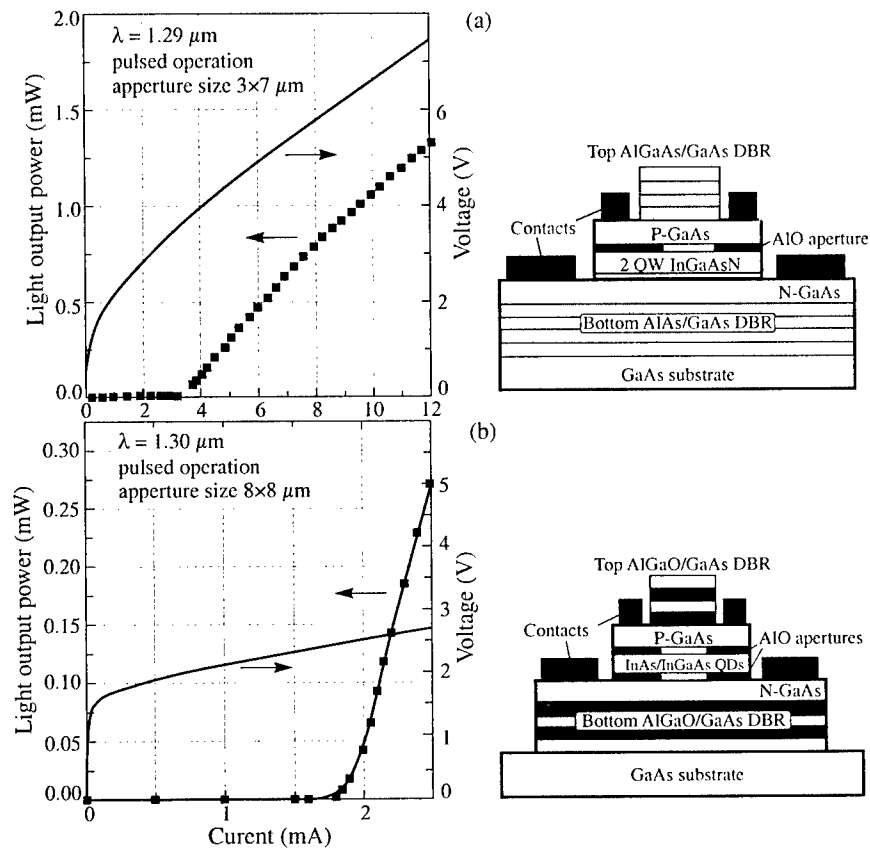 (a)
λ = 1.29 μm
pulsed operation
apperture size 3×7 μm
Light output power (mW)
2.0
1.5
1.0
0.5
0.0
Voltage (V)
6
4
2
0
0 2 4 6 8 10 12
Top AlGaAs/GaAs DBR
Contacts
P-GaAs
AlO aperture
2 QW InGaAsN
N-GaAs
Bottom AlAs/GaAs DBR
GaAs substrate
(b)
λ = 1.30 μm
pulsed operation
apperture size 8×8 μm
Light output power (mW)
0.30
0.25
0.20
0.15
0.10
0.05
0.00
Voltage (V)
5
4
3
2
1
0
0 1 2
Curent (mA)
Top AlGaO/GaAs DBR
Contacts
P-GaAs
AlO apertures
InAs/InGaAs QDs
N-GaAs
Bottom AlGaO/GaAs DBR
GaAs substrate